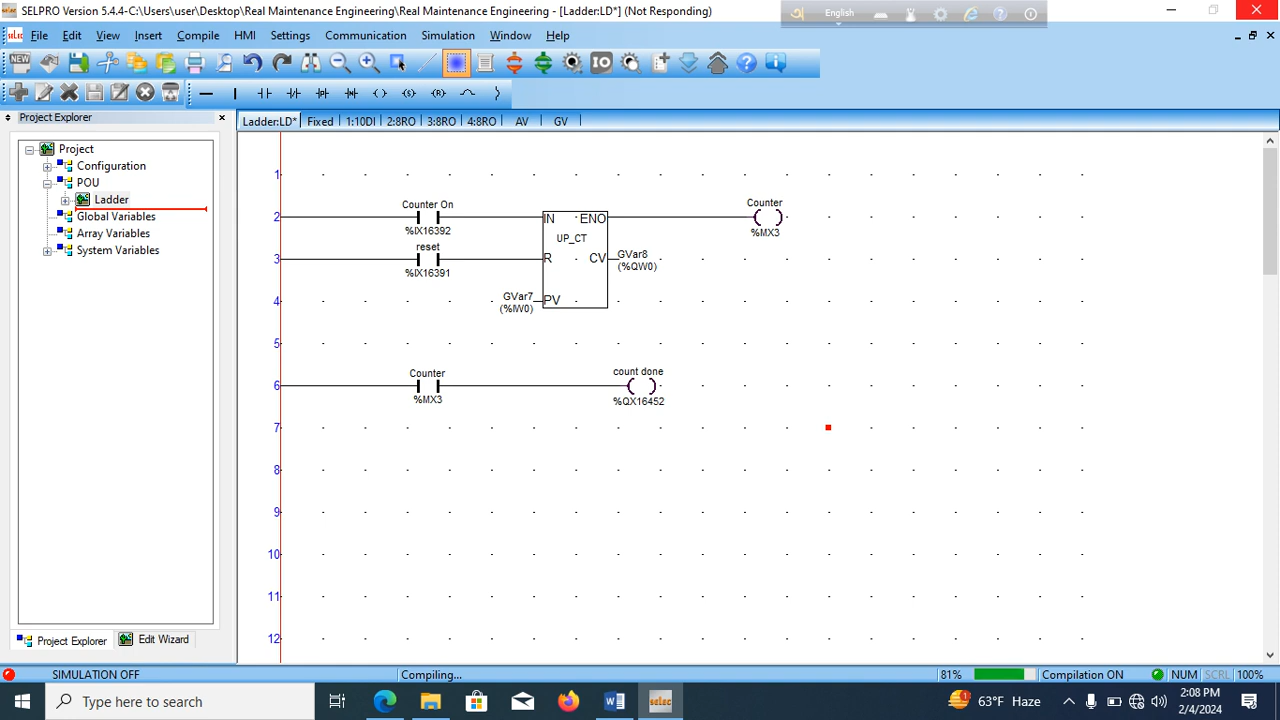 SELPRO Version 5.4.4-C:\Users\user\Desktop\Real Maintenance Engineering\Real Maintenance Engineering - [Ladder:LD*] (Not Responding)
English
File Edit View Insert Compile HMI Settings Communication Simulation Window Help
NEW
IO
(S) (R)
Project Explorer
Ladder:LD* Fixed 1:10DI 2:8RO 3:8RO 4:8RO AV GV
Project
Configuration
POU
Ladder
Global Variables
Array Variables
System Variables
1
Counter On
Counter
2
IN ENO
%IX16392
UP_CT
%MX3
reset
3
R CV
GVar8
(%QW0)
%IX16391
4
GVar7
(%IW0)
PV
5
Counter
count done
6
%MX3
%QX16452
7
8
9
10
11
12
Project Explorer Edit Wizard
SIMULATION OFF Compiling... 81% Compilation ON NUM SCRL 100%
Type here to search
W
selec
1
63°F Haze
2:08 PM
2/4/2024